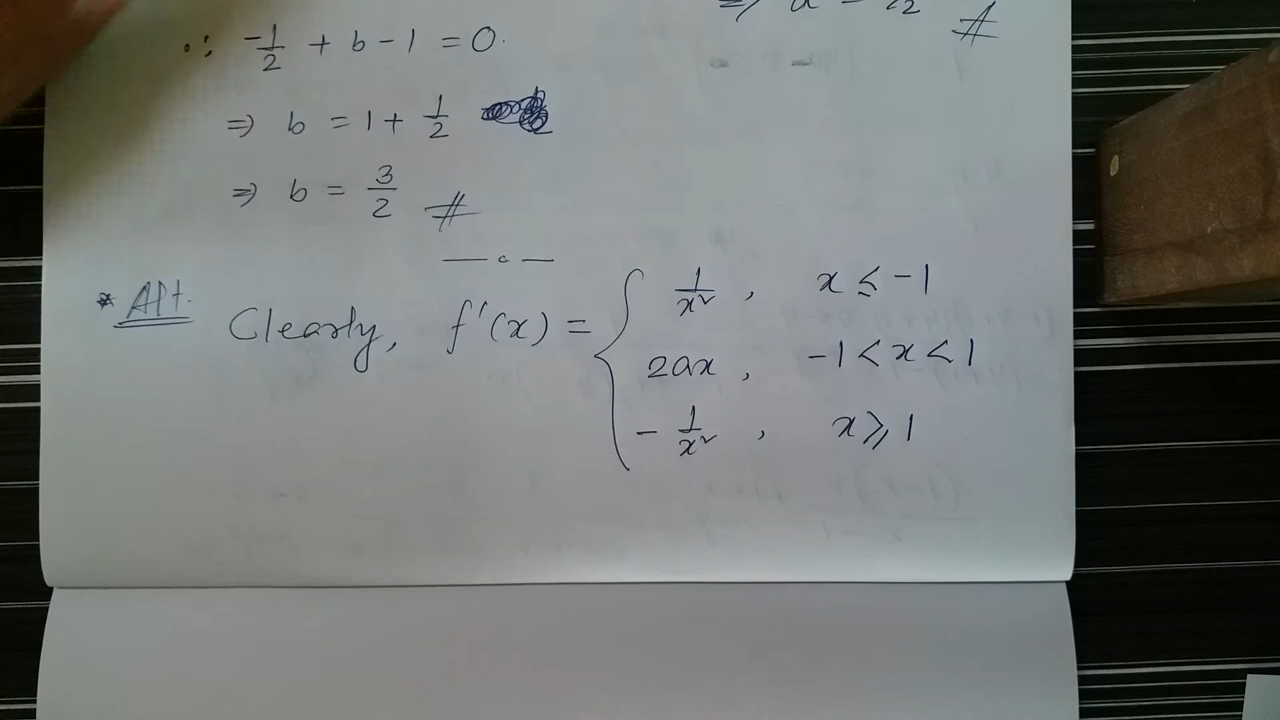 ∴ -1/2 + b - 1 = 0.
⇒ b = 1 + 1/2
⇒ b = 3/2 #
* Alt. Clearly, f'(x) = { 1/x² , x ≤ -1
2ax , -1 < x < 1
- 1/x² , x ≥ 1